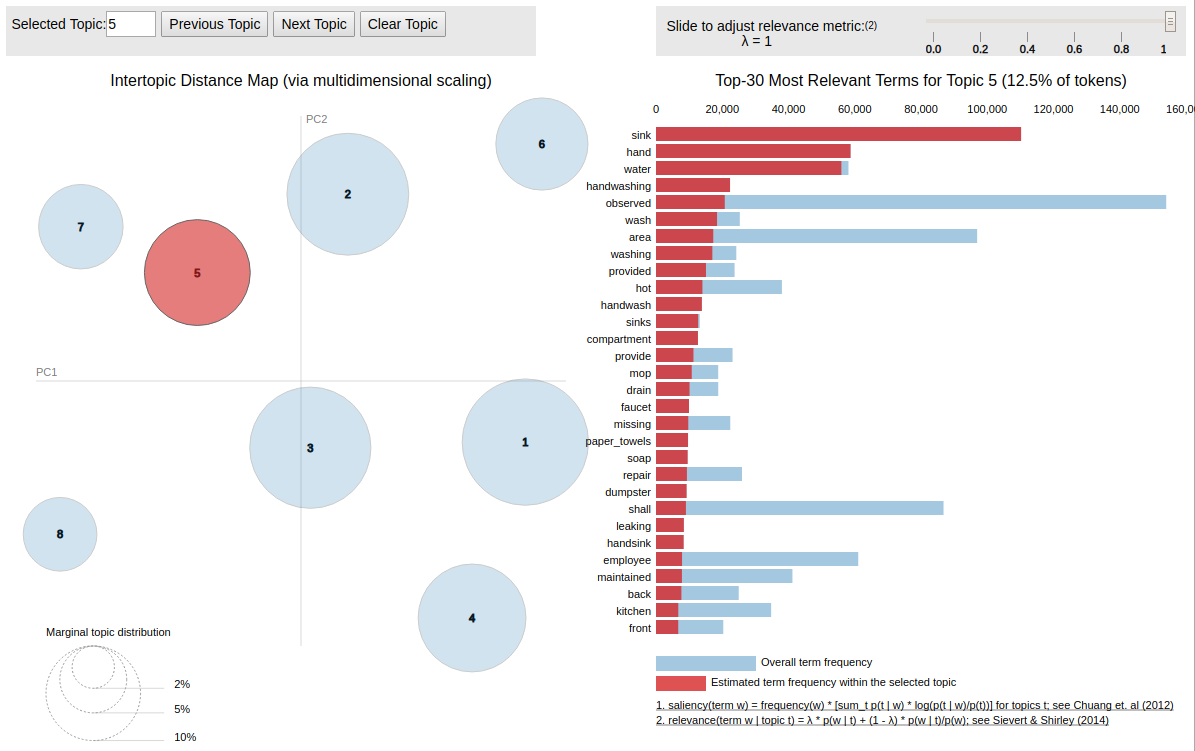 Selected Topic: 5 Previous Topic Next Topic Clear Topic
Slide to adjust relevance metric:(2)
λ = 1
0.0 0.2 0.4 0.6 0.8 1
Intertopic Distance Map (via multidimensional scaling)
PC2
PC1
6
2
7
5
3
1
8
4
Marginal topic distribution
2%
5%
10%
Top-30 Most Relevant Terms for Topic 5 (12.5% of tokens)
0 20,000 40,000 60,000 80,000 100,000 120,000 140,000 160,0
sink
hand
water
handwashing
observed
wash
area
washing
provided
hot
handwash
sinks
compartment
provide
mop
drain
faucet
missing
paper_towels
soap
repair
dumpster
shall
leaking
handsink
employee
maintained
back
kitchen
front
Overall term frequency
Estimated term frequency within the selected topic
1. saliency(term w) = frequency(w) * [sum_t p(t | w) * log(p(t | w)/p(t))] for topics t; see Chuang et. al (2012)
2. relevance(term w | topic t) = λ * p(w | t) + (1 - λ) * p(w | t)/p(w); see Sievert & Shirley (2014)